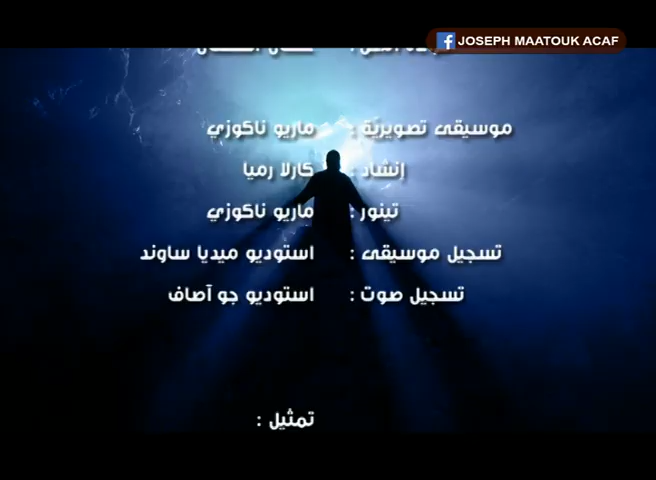 JOSEPH MAATOUK ACAF
موسيقى تصويريّة : ماريو ناكوزي
إنشاد : كارلا رميا
تينور : ماريو ناكوزي
تسجيل موسيقى : استوديو ميديا ساوند
تسجيل صوت : استوديو جو آصاف
تمثيل :